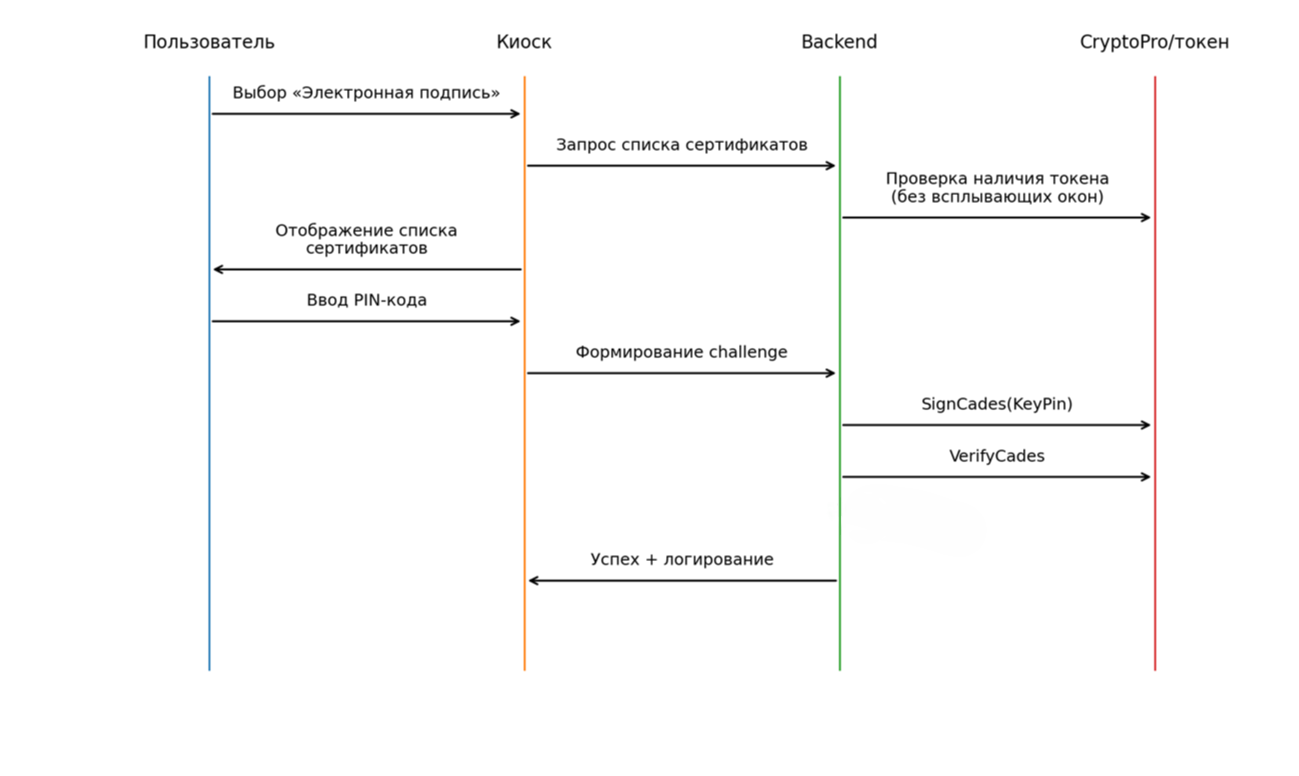 Пользователь
Киоск
Backend
CryptoPro/токен
Выбор «Электронная подпись»
Запрос списка сертификатов
Проверка наличия токена
(без всплывающих окон)
Отображение списка
сертификатов
Ввод PIN-кода
Формирование challenge
SignCades(KeyPin)
VerifyCades
Успех + логирование